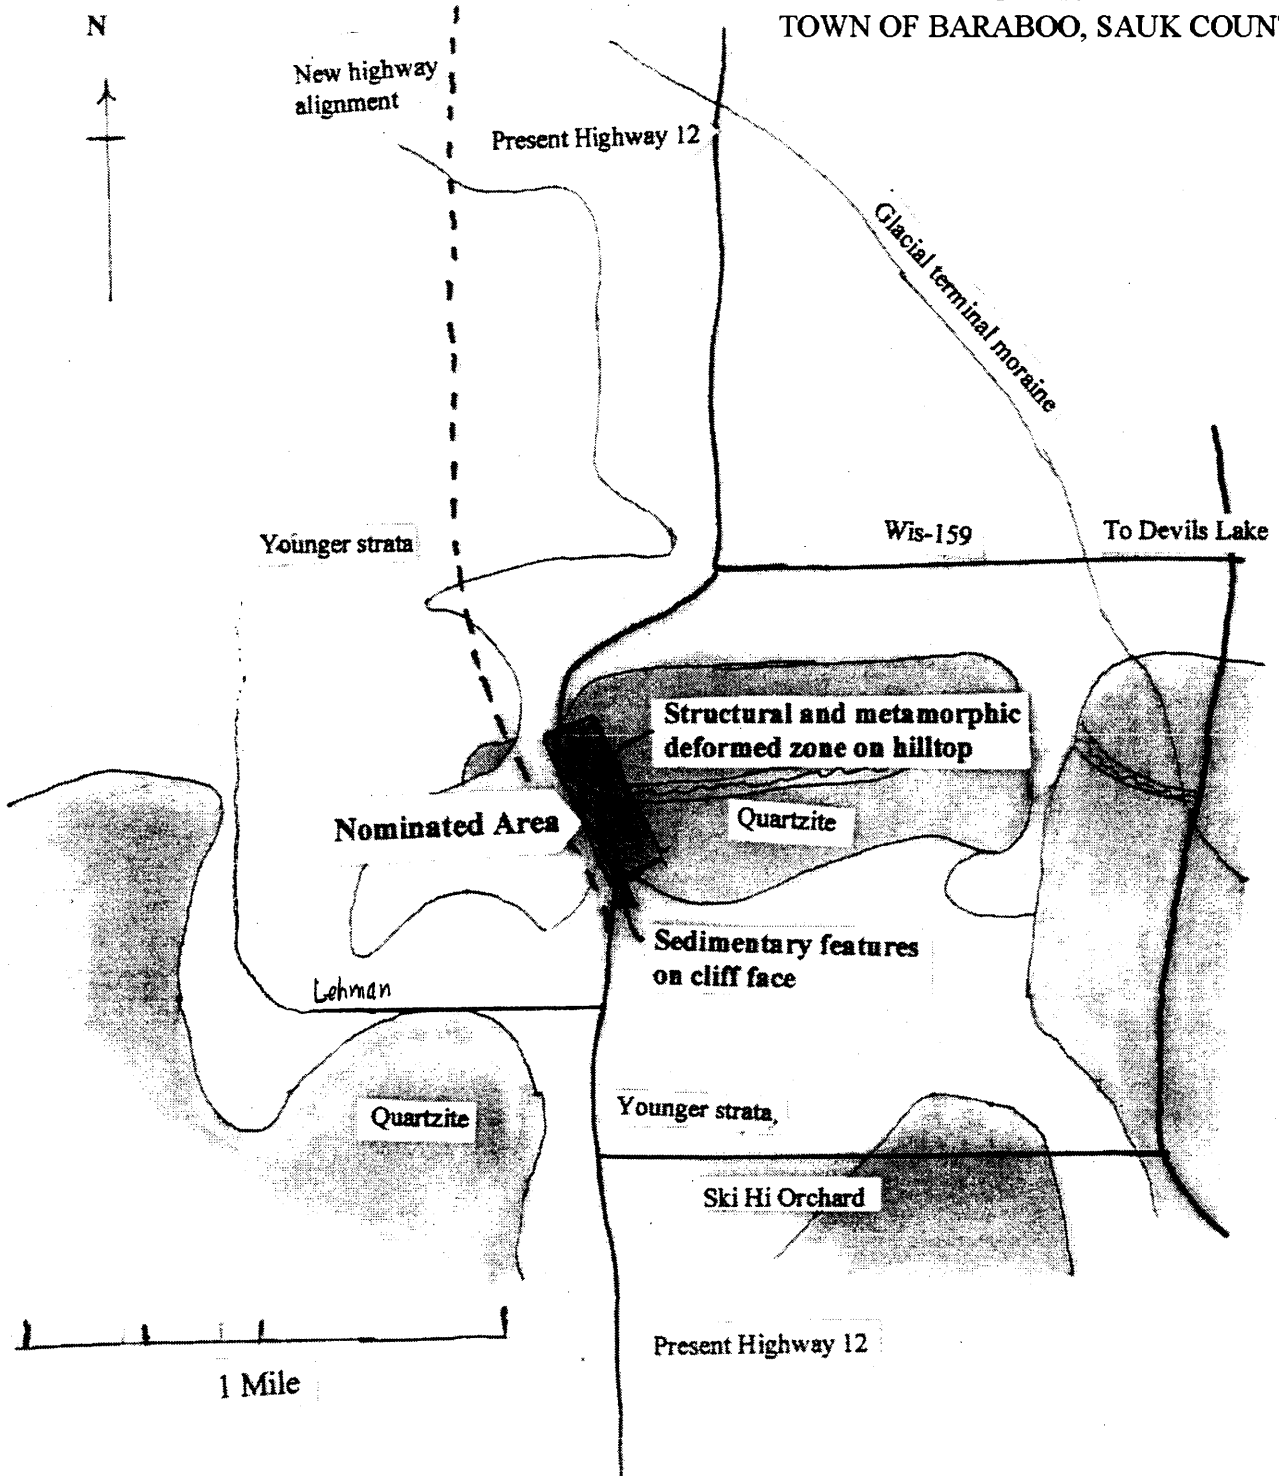 TOWN OF BARABOO, SAUK COUN
N
New highway
alignment
Present Highway 12
Glacial terminal moraine
Younger strata
Wis-159
To Devils Lake
Structural and metamorphic
deformed zone on hilltop
Nominated Area
Quartzite
Sedimentary features
on cliff face
Lehman
Quartzite
Younger strata
Ski Hi Orchard
Present Highway 12
1 Mile